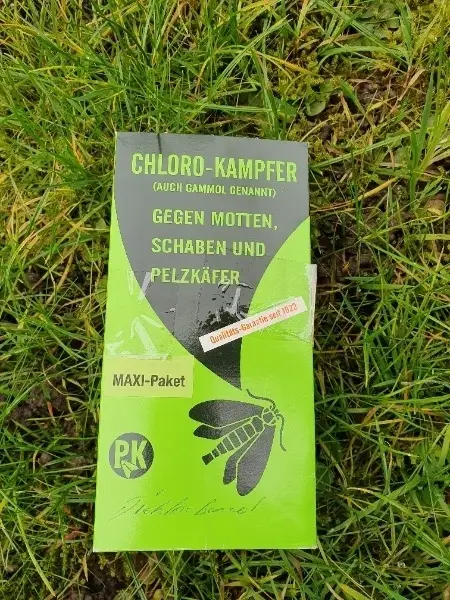 CHLORO-KAMPFER
(AUCH GAMMOL GENANNT)
GEGEN MOTTEN,
SCHABEN UND
PELZKÄFER
Qualitäts-Garantie seit 1923
MAXI-Paket
PK